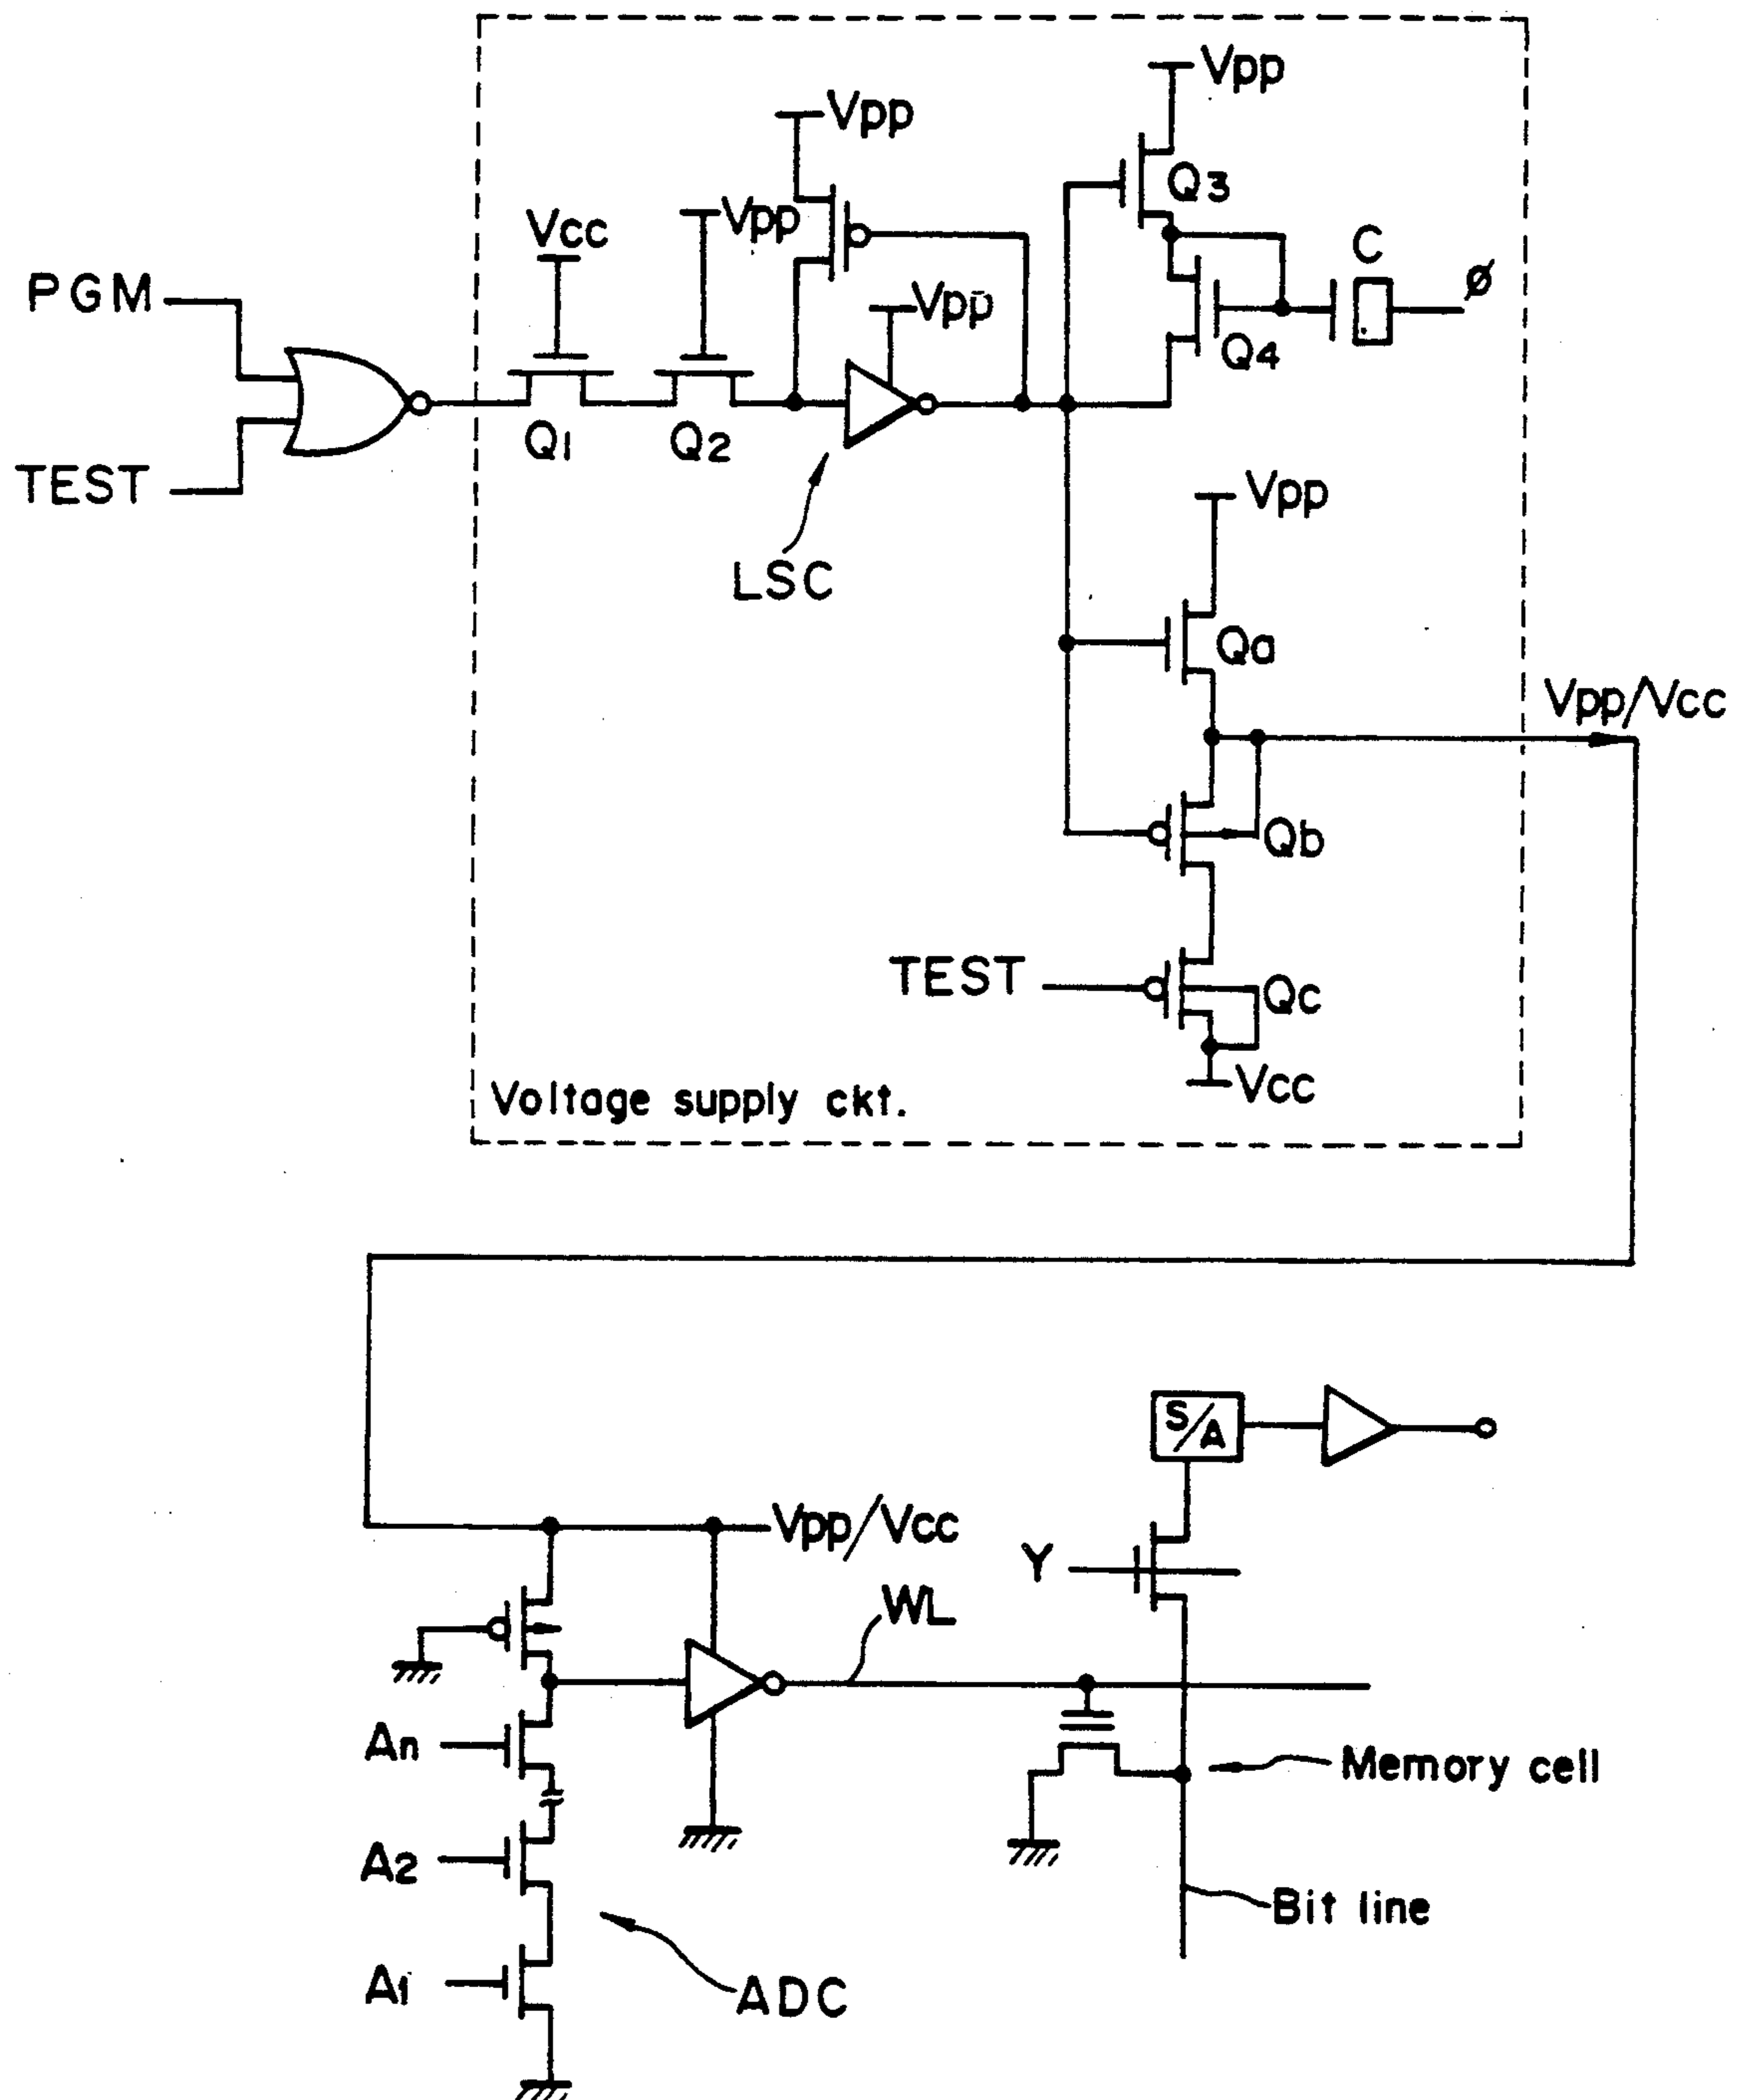 Vpp
Vpp
Q3
Vcc
Vpp
C
ø
PGM
Vpp
Q4
Q1
Q2
TEST
Vpp
LSC
Qa
Vpp/Vcc
Qb
TEST
Qc
Vcc
Voltage supply ckt.
S/A
Vpp/Vcc
Y
WL
An
Memory cell
A2
Bit line
A1
ADC